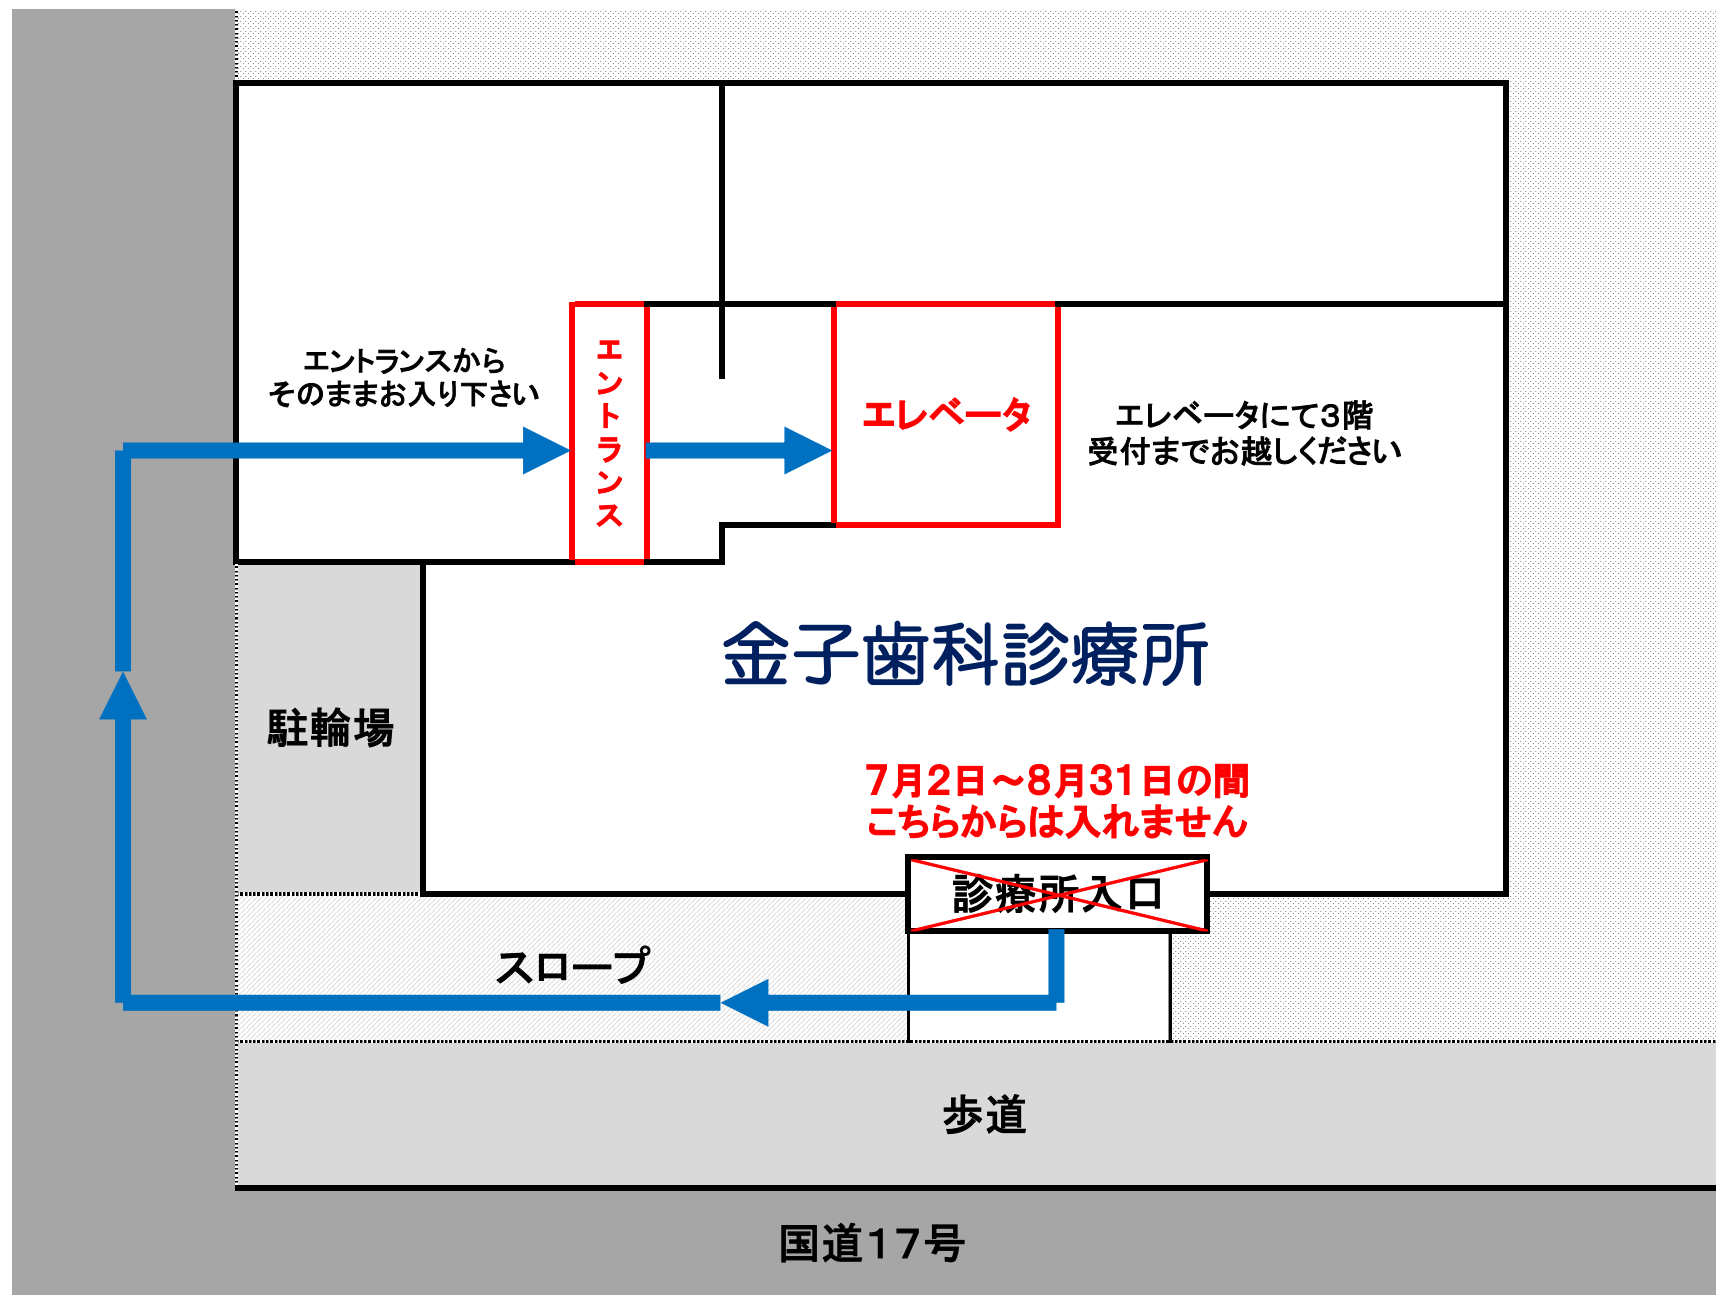 エントランスから
そのままお入り下さい
エントランス
エレベータ
エレベータにて３階
受付までお越しください
金子歯科診療所
駐輪場
７月２日～８月３１日の間
こちらからは入れません
診療所入口
スロープ
歩道
国道１７号